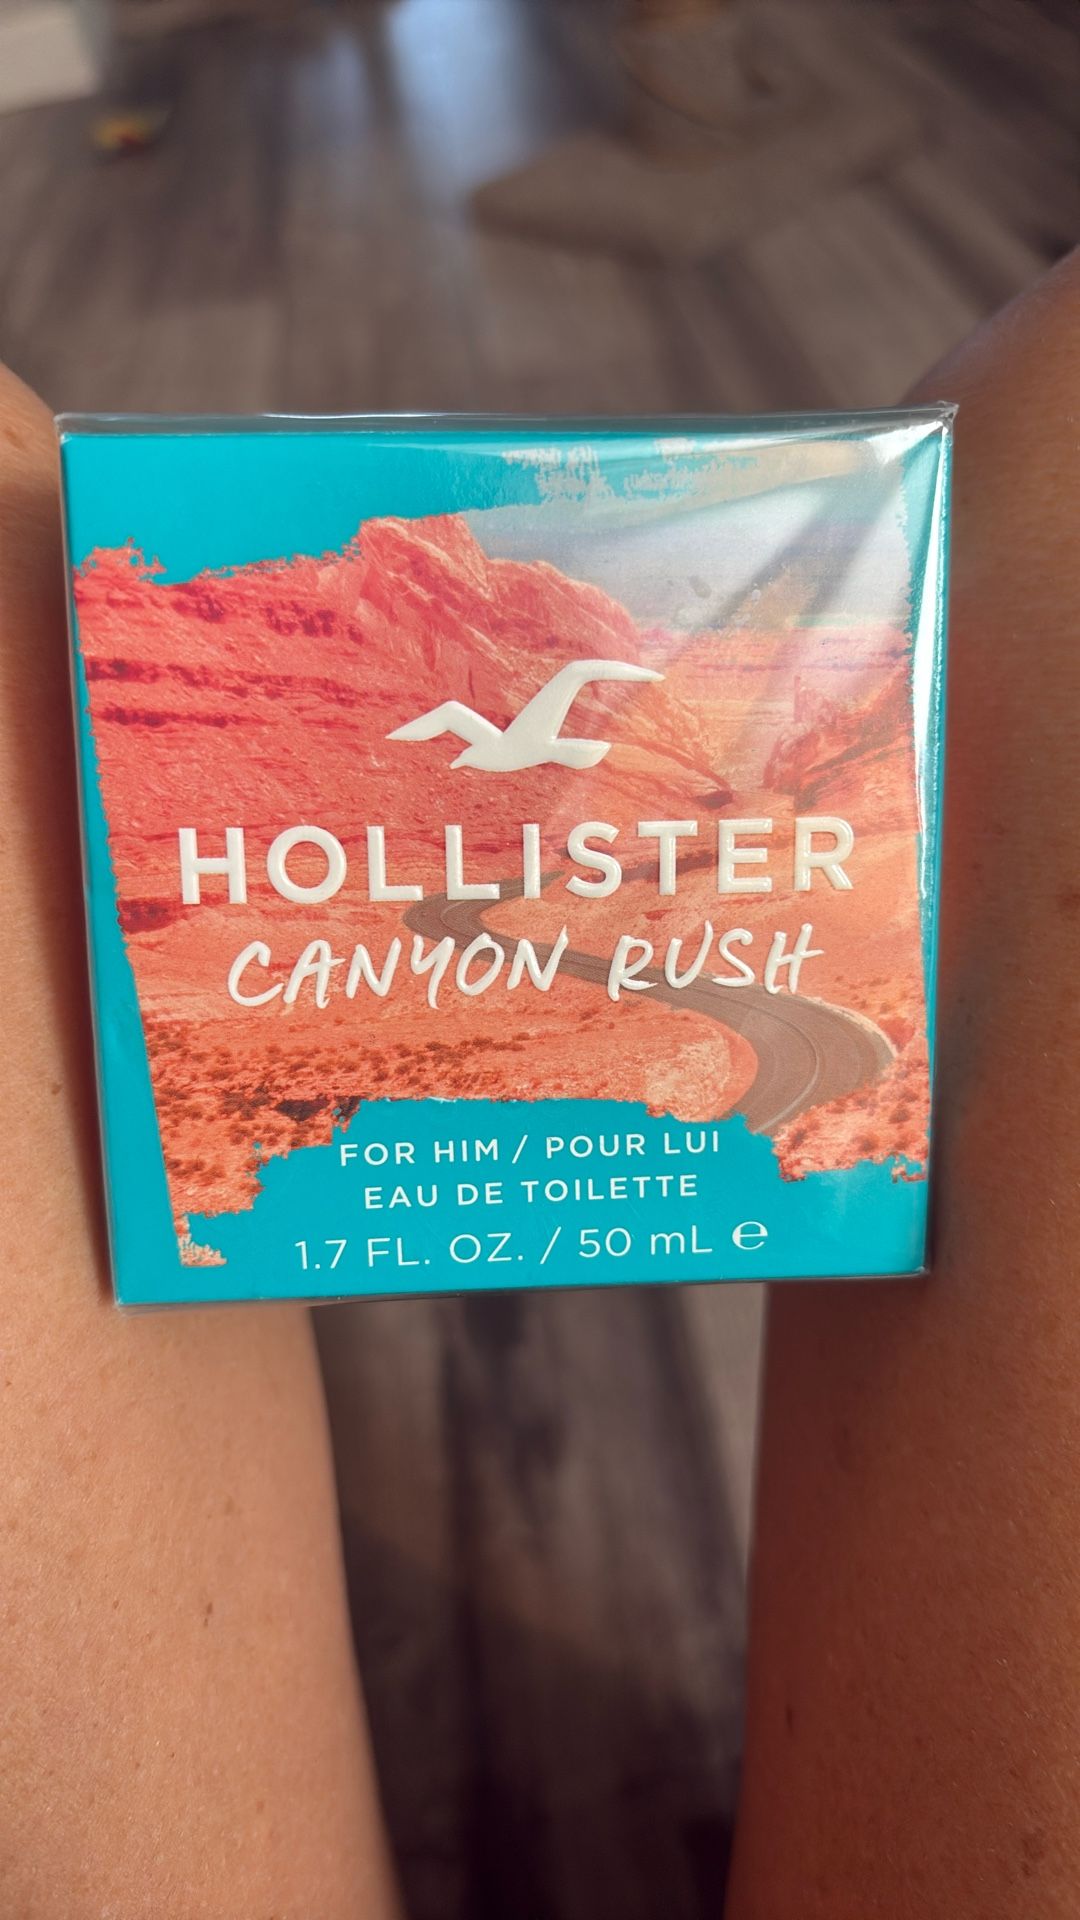 HOLLISTER
CANYON RUSH
FOR HIM / POUR LUI
EAU DE TOILETTE
1.7 FL. OZ. / 50 mL ℮